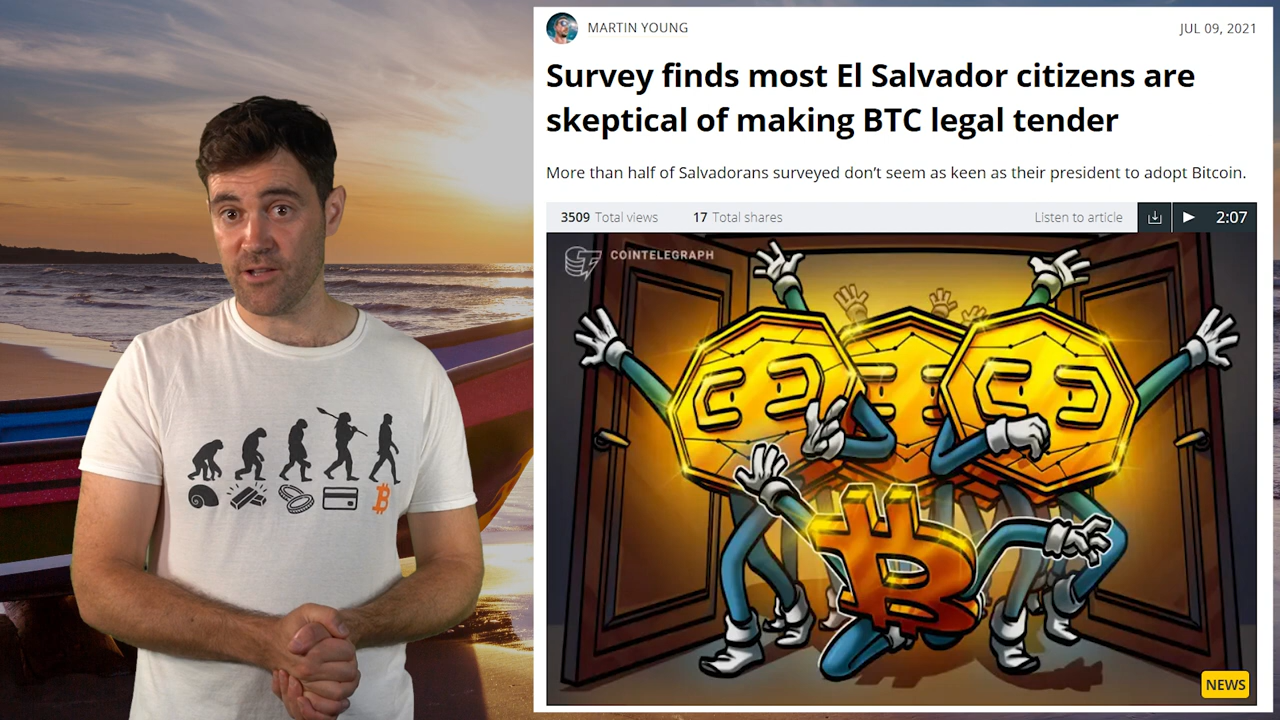 MARTIN YOUNG
JUL 09, 2021
Survey finds most El Salvador citizens are
skeptical of making BTC legal tender
More than half of Salvadorans surveyed don’t seem as keen as their president to adopt Bitcoin.
3509 Total views 17 Total shares Listen to article 2:07
COINTELEGRAPH
NEWS